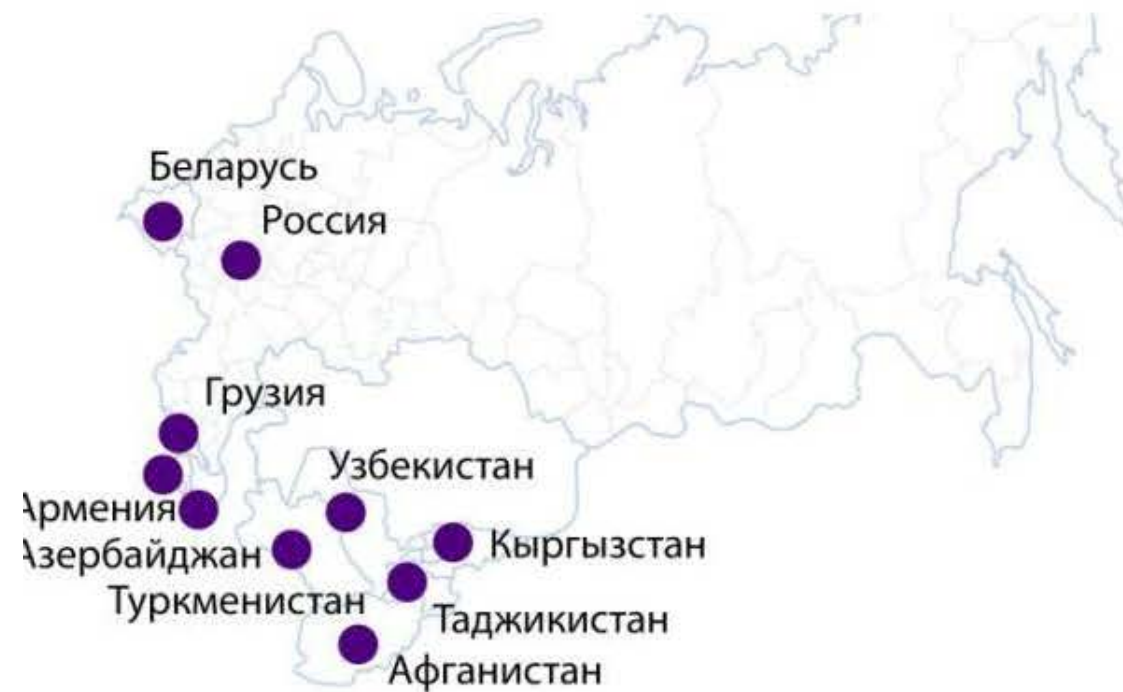 Беларусь
Россия
Грузия
Узбекистан
Армения
Кыргызстан
Азербайджан
Туркменистан
Таджикистан
Афганистан